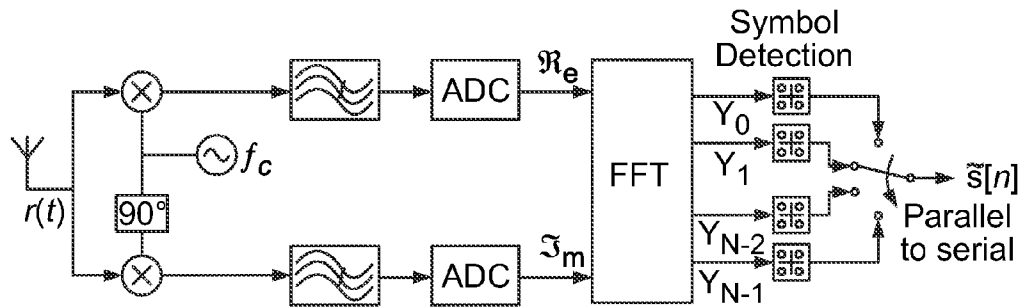 Symbol
Detection
ℜe
ADC
Y0
fc
Y1
FFT
s̃[n]
r(t)
90°
YN-2
Parallel
to serial
ℑm
ADC
YN-1